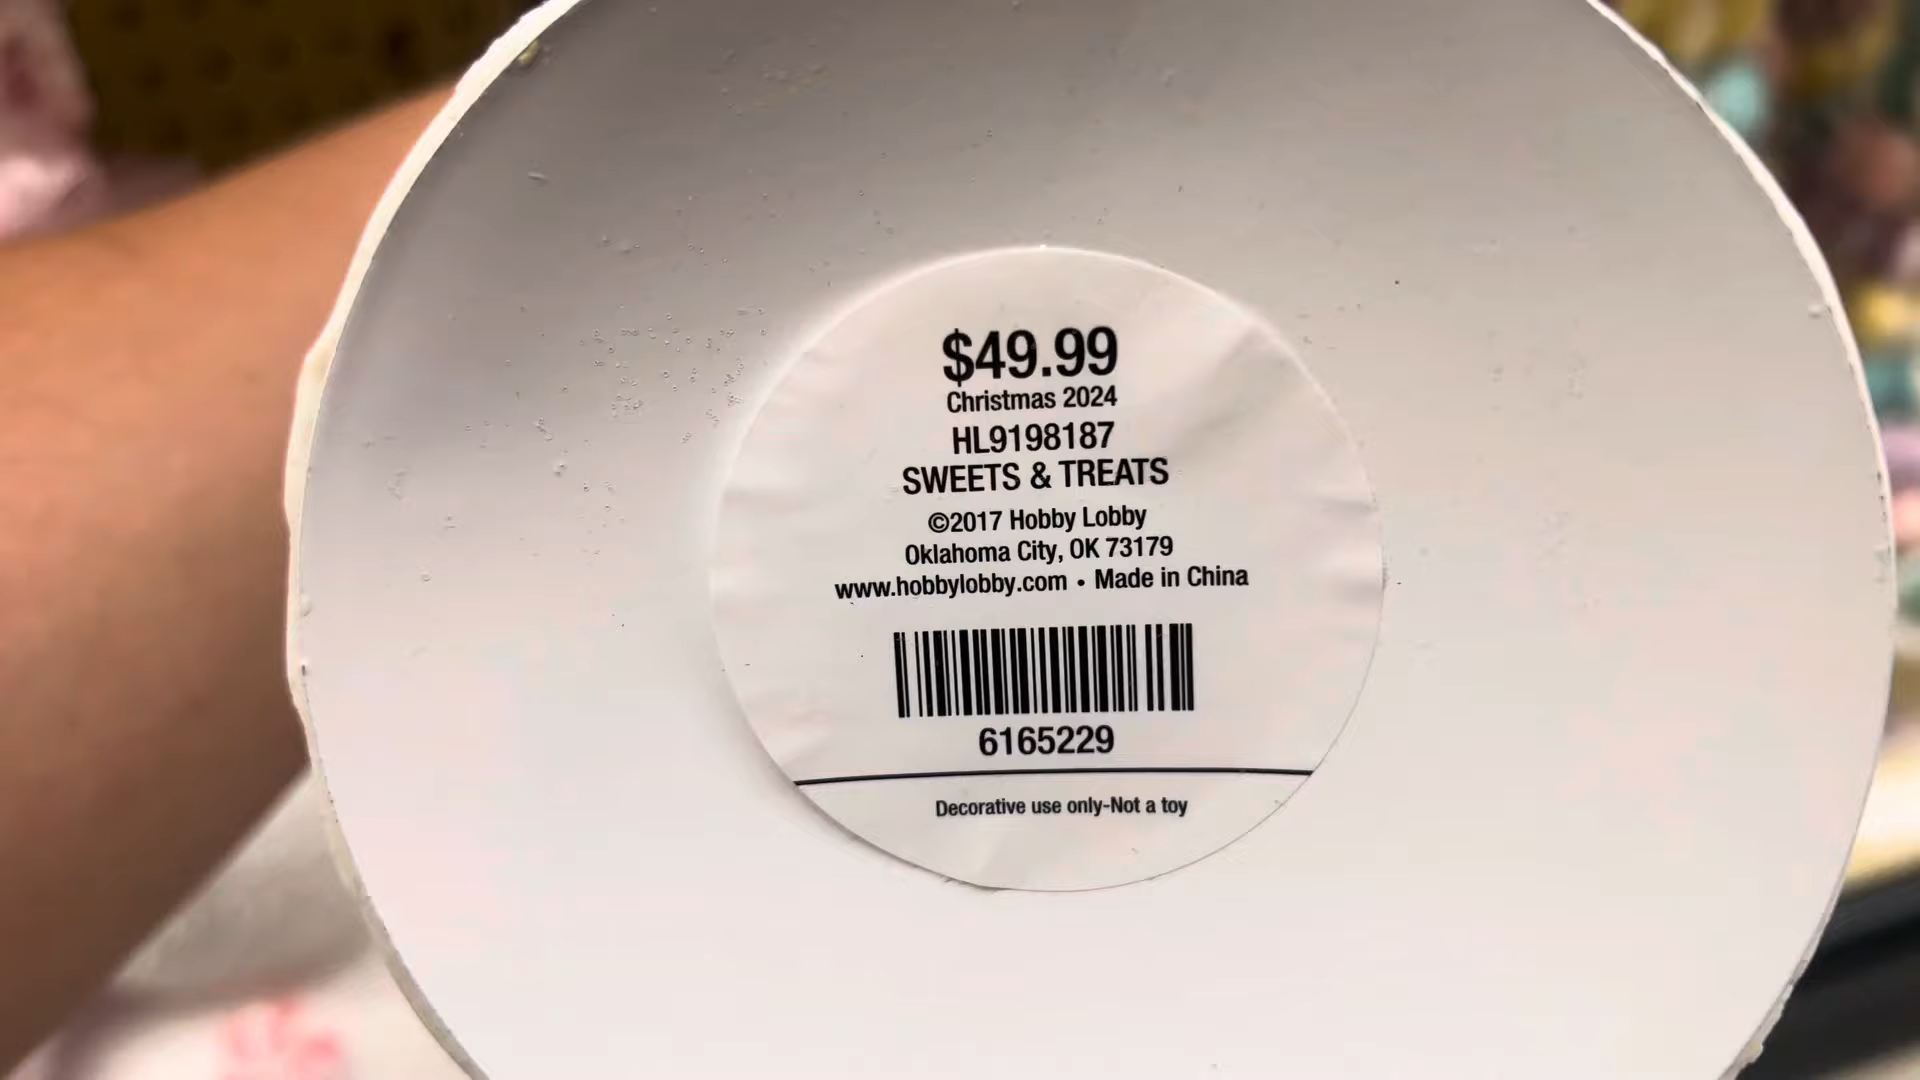 $49.99
Christmas 2024
HL9198187
SWEETS & TREATS
©2017 Hobby Lobby
Oklahoma City, OK 73179
www.hobbylobby.com • Made in China
6165229
Decorative use only-Not a toy